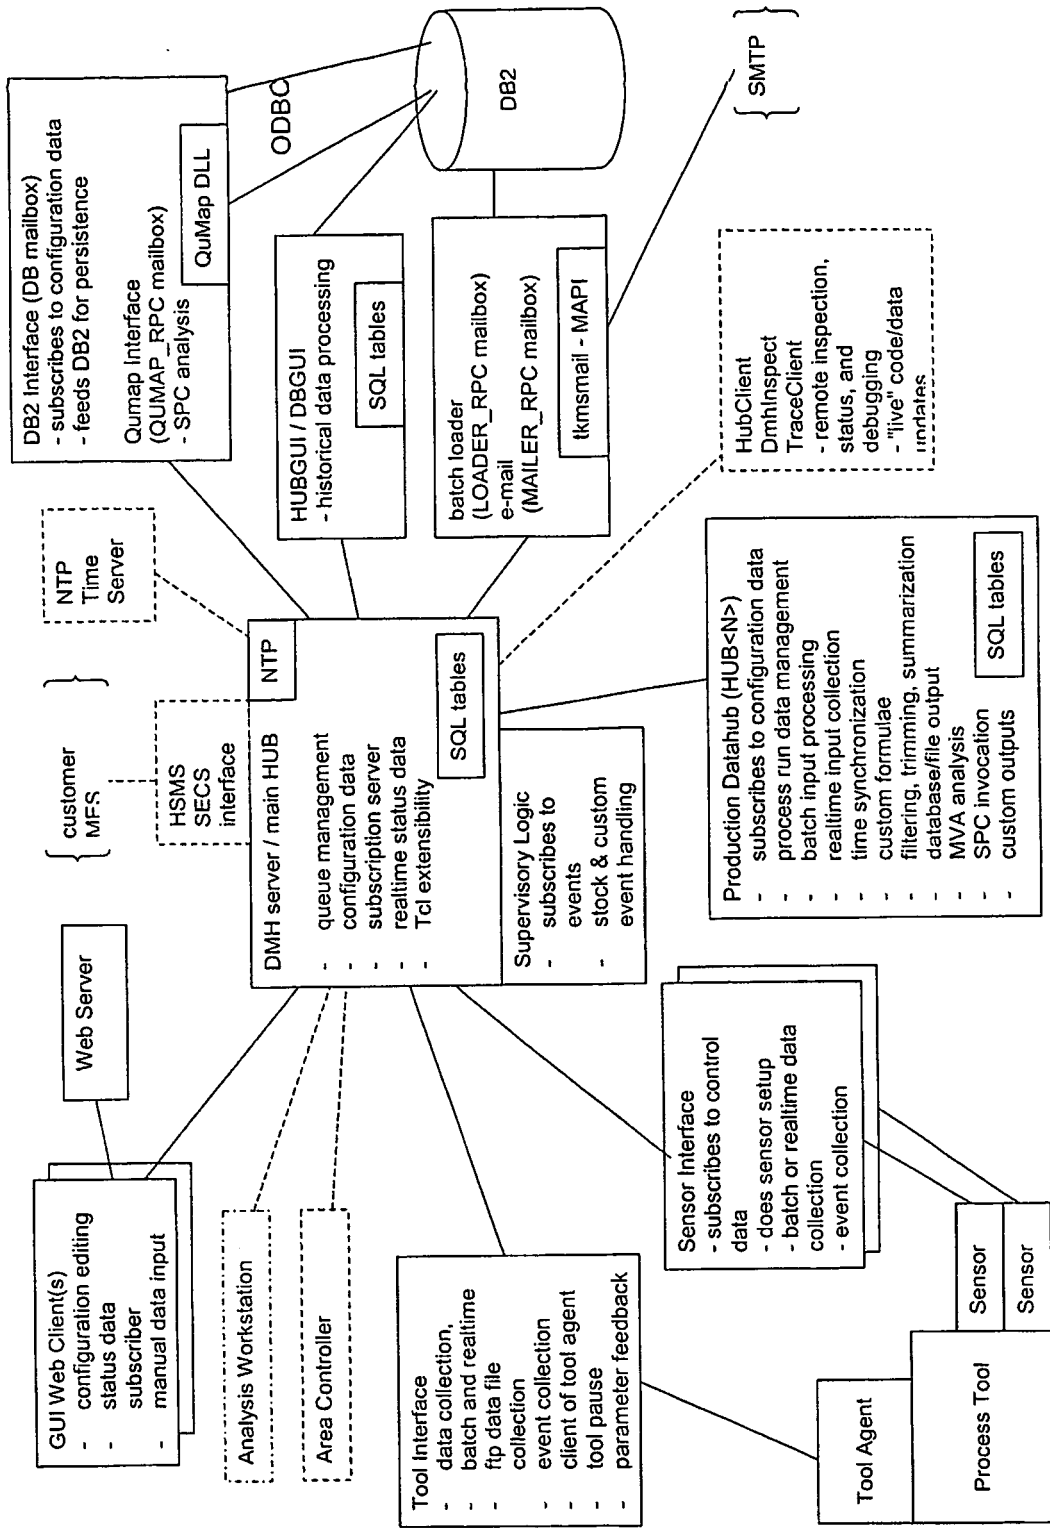 GUI Web Client(s)
- configuration editing
- status data
subscriber
- manual data input
Web Server
Analysis Workstation
Area Controller
customer
MES
HSMS
SECS
interface
NTP
Time
Server
DMH server / main HUB
NTP
- queue management
- configuration data
- subscription server
- realtime status data
- Tcl extensibility
SQL tables
Supervisory Logic
- subscribes to
events
- stock & custom
event handling
DB2 Interface (DB mailbox)
- subscribes to configuration data
- feeds DB2 for persistence
Qumap Interface
(QUMAP_RPC mailbox)
- SPC analysis
QuMap DLL
ODBC
HUBGUI / DBGUI
- historical data processing
SQL tables
DB2
batch loader
(LOADER_RPC mailbox)
e-mail
(MAILER_RPC mailbox)
tkmsmail - MAPI
SMTP
Tool Interface
- data collection,
- batch and realtime
- ftp data file
collection
- event collection
- client of tool agent
- tool pause
- parameter feedback
Sensor Interface
- subscribes to control
data
- does sensor setup
- batch or realtime data
collection
- event collection
Tool Agent
Process Tool
Sensor
Sensor
Production Datahub (HUB<N>)
- subscribes to configuration data
- process run data management
- batch input processing
- realtime input collection
- time synchronization
- custom formulae
- filtering, trimming, summarization
- database/file output
- MVA analysis
- SPC invocation
- custom outputs
SQL tables
HubClient
DmhInspect
TraceClient
- remote inspection,
status, and
debugging
- "live" code/data
updates